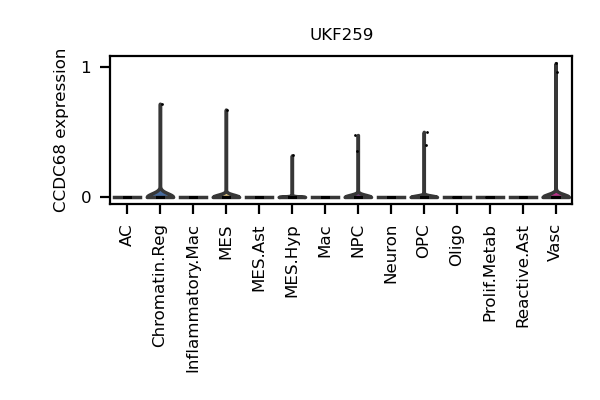 UKF259
CCDC68 expression
1
0
AC
Chromatin.Reg
Inflammatory.Mac
MES
MES.Ast
MES.Hyp
Mac
NPC
Neuron
OPC
Oligo
Prolif.Metab
Reactive.Ast
Vasc